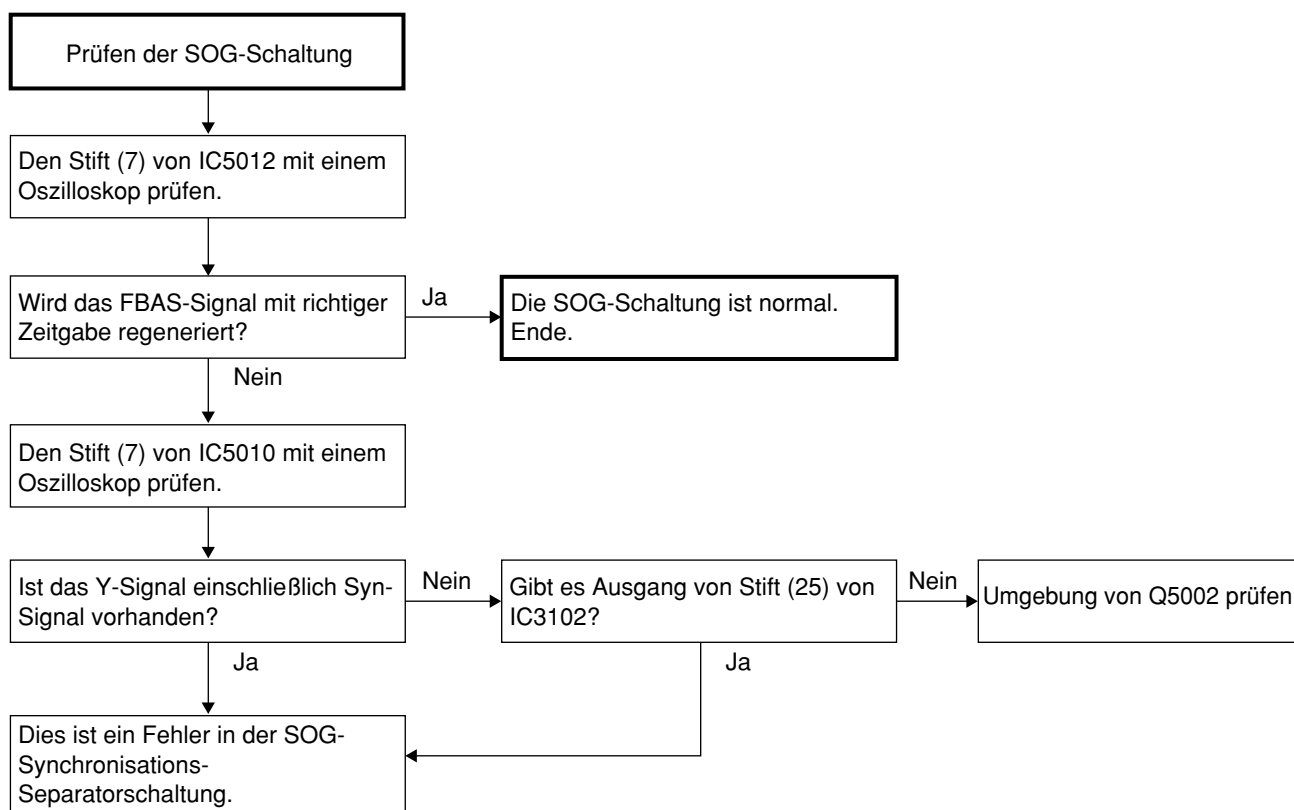 Prüfen der SOG-Schaltung
Den Stift (7) von IC5012 mit einem
Oszilloskop prüfen.
Wird das FBAS-Signal mit richtiger
Zeitgabe regeneriert?
Ja
Die SOG-Schaltung ist normal.
Ende.
Nein
Den Stift (7) von IC5010 mit einem
Oszilloskop prüfen.
Ist das Y-Signal einschließlich Syn-
Signal vorhanden?
Nein
Gibt es Ausgang von Stift (25) von
IC3102?
Nein
Umgebung von Q5002 prüfen
Ja
Ja
Dies ist ein Fehler in der SOG-
Synchronisations-
Separatorschaltung.